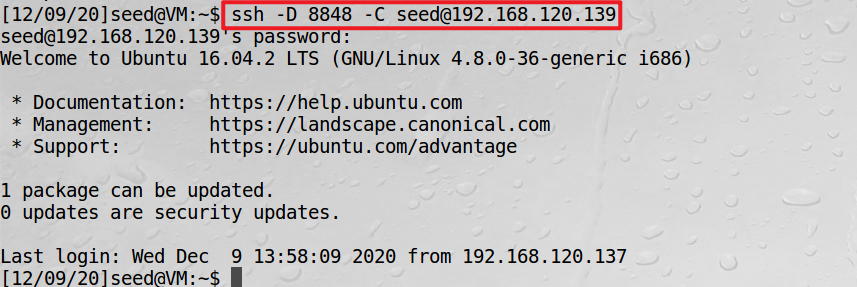 [12/09/20]seed@VM:~$ ssh -D 8848 -C seed@192.168.120.139
seed@192.168.120.139's password:
Welcome to Ubuntu 16.04.2 LTS (GNU/Linux 4.8.0-36-generic i686)
* Documentation:  https://help.ubuntu.com
* Management:     https://landscape.canonical.com
* Support:        https://ubuntu.com/advantage
1 package can be updated.
0 updates are security updates.
Last login: Wed Dec  9 13:58:09 2020 from 192.168.120.137
[12/09/20]seed@VM:~$